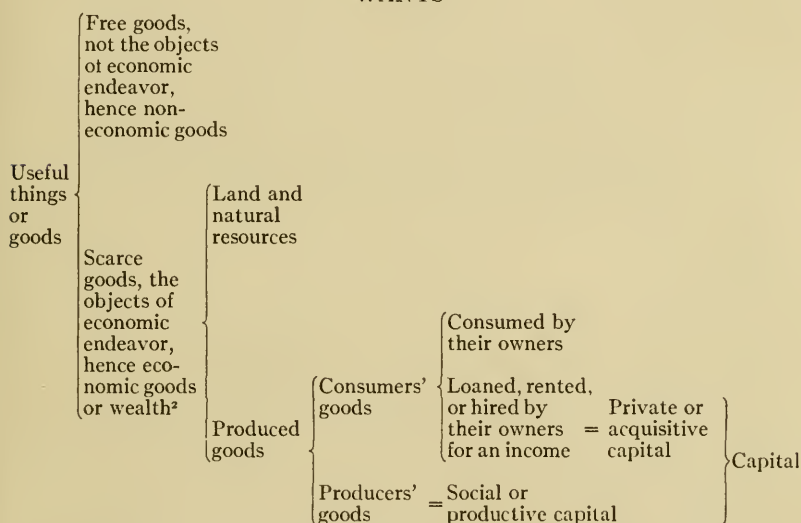 Free goods,
not the objects
of economic
endeavor,
hence non-
economic goods
Useful
things
or
goods
Scarce
goods, the
objects of
economic
endeavor,
hence eco-
nomic goods
or wealth²
Land and
natural
resources
Produced
goods
Consumers'
goods
Consumed by
their owners
Loaned, rented,
or hired by
their owners
for an income
= Private or
acquisitive
capital
Producers'
goods
= Social or
productive capital
Capital